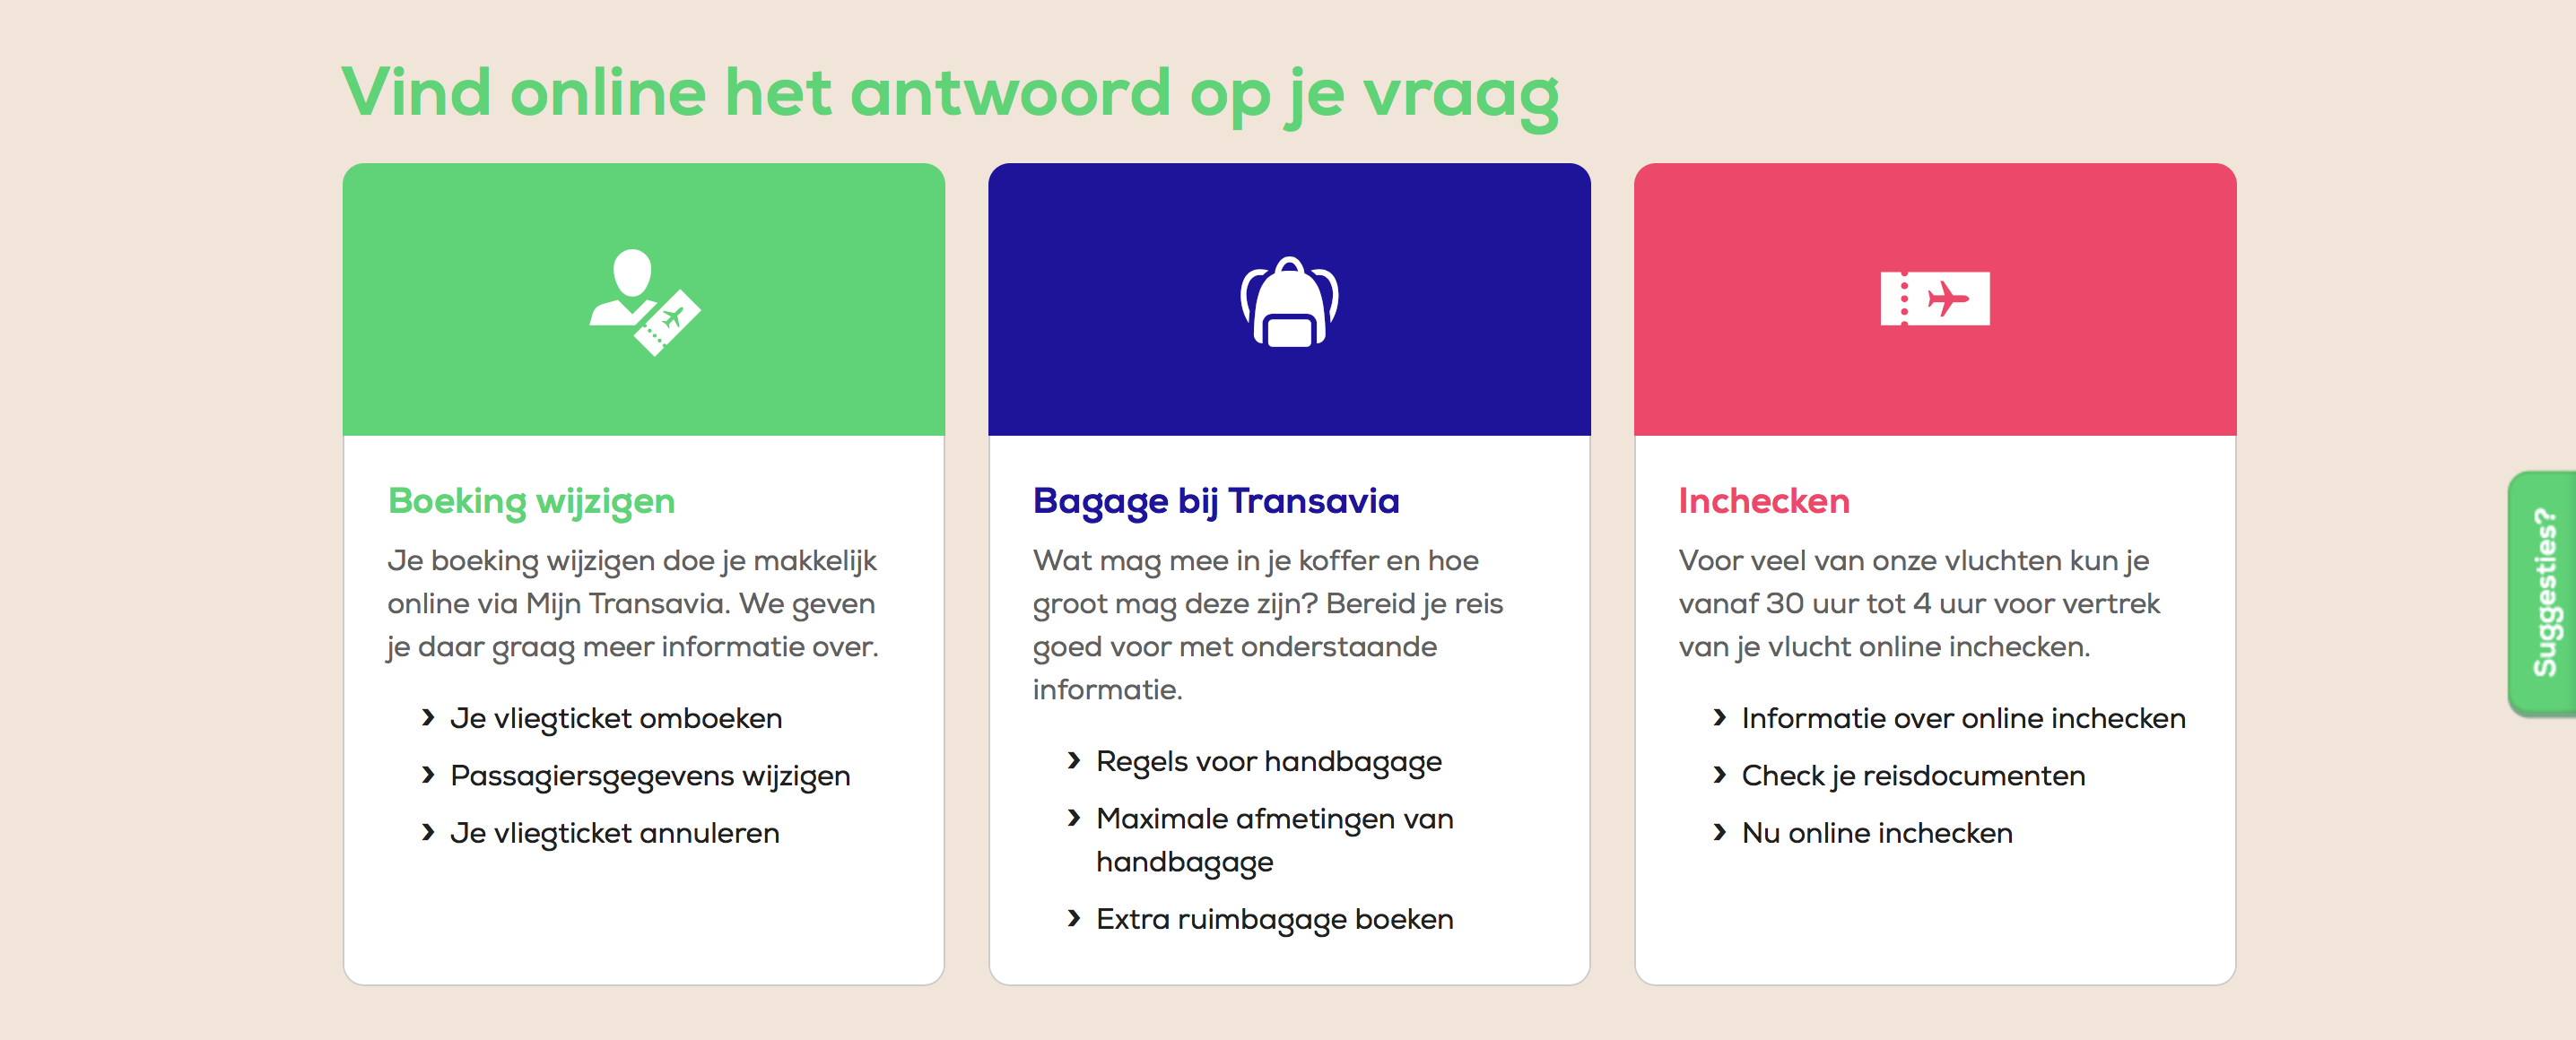 Vind online het antwoord op je vraag
Boeking wijzigen
Je boeking wijzigen doe je makkelijk
online via Mijn Transavia. We geven
je daar graag meer informatie over.
Je vliegticket omboeken
Passagiersgegevens wijzigen
Je vliegticket annuleren
Bagage bij Transavia
Wat mag mee in je koffer en hoe
groot mag deze zijn? Bereid je reis
goed voor met onderstaande
informatie.
Regels voor handbagage
Maximale afmetingen van
handbagage
Extra ruimbagage boeken
Inchecken
Voor veel van onze vluchten kun je
vanaf 30 uur tot 4 uur voor vertrek
van je vlucht online inchecken.
Informatie over online inchecken
Check je reisdocumenten
Nu online inchecken
Suggesties?